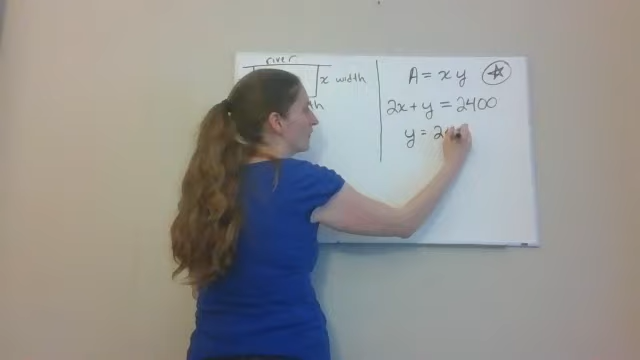 river
x width
A = x y
2x + y = 2400
y = 2